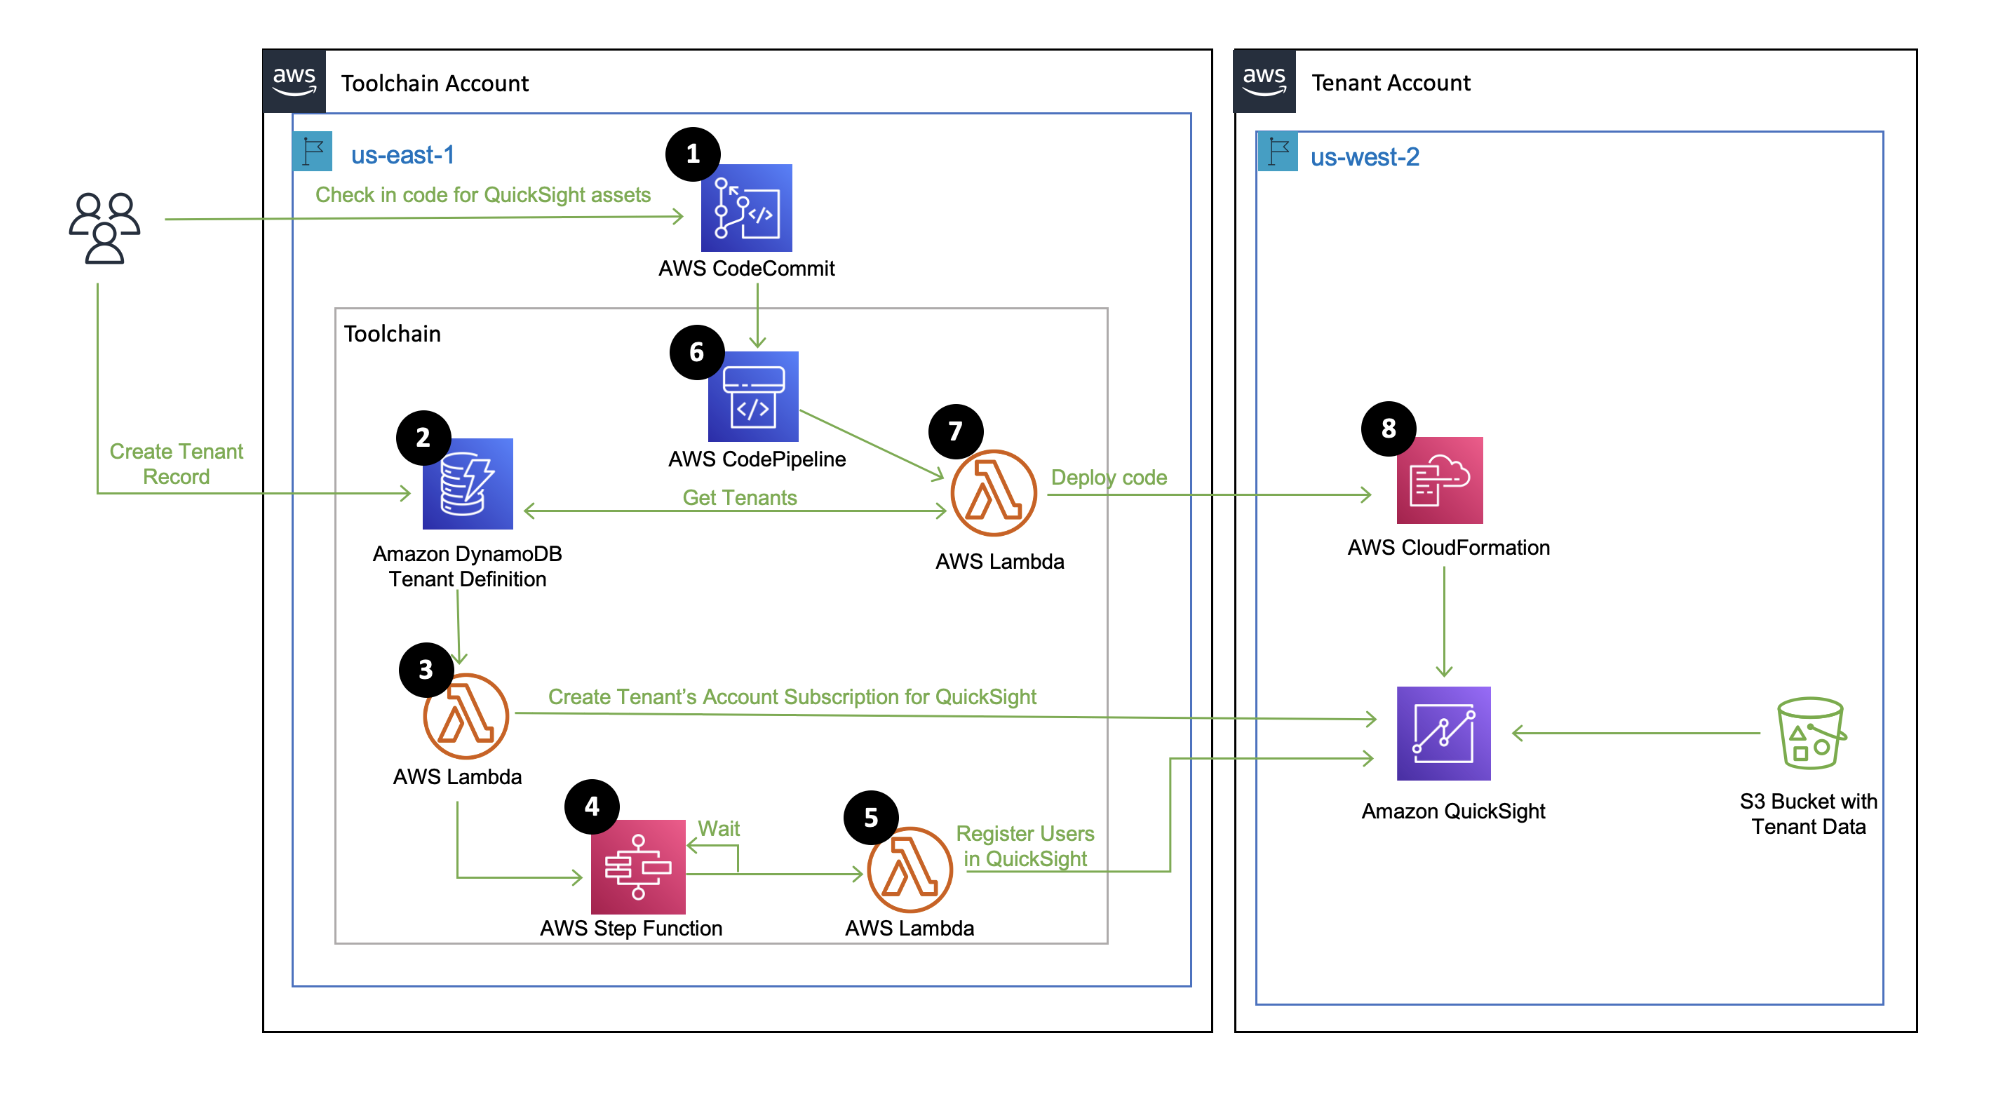 aws
Toolchain Account
aws
Tenant Account
us-east-1
us-west-2
1
Check in code for QuickSight assets
AWS CodeCommit
Toolchain
6
AWS CodePipeline
2
Create Tenant
Record
Amazon DynamoDB
Tenant Definition
Get Tenants
7
AWS Lambda
Deploy code
8
AWS CloudFormation
3
AWS Lambda
Create Tenant’s Account Subscription for QuickSight
4
Wait
AWS Step Function
5
AWS Lambda
Register Users
in QuickSight
Amazon QuickSight
S3 Bucket with
Tenant Data